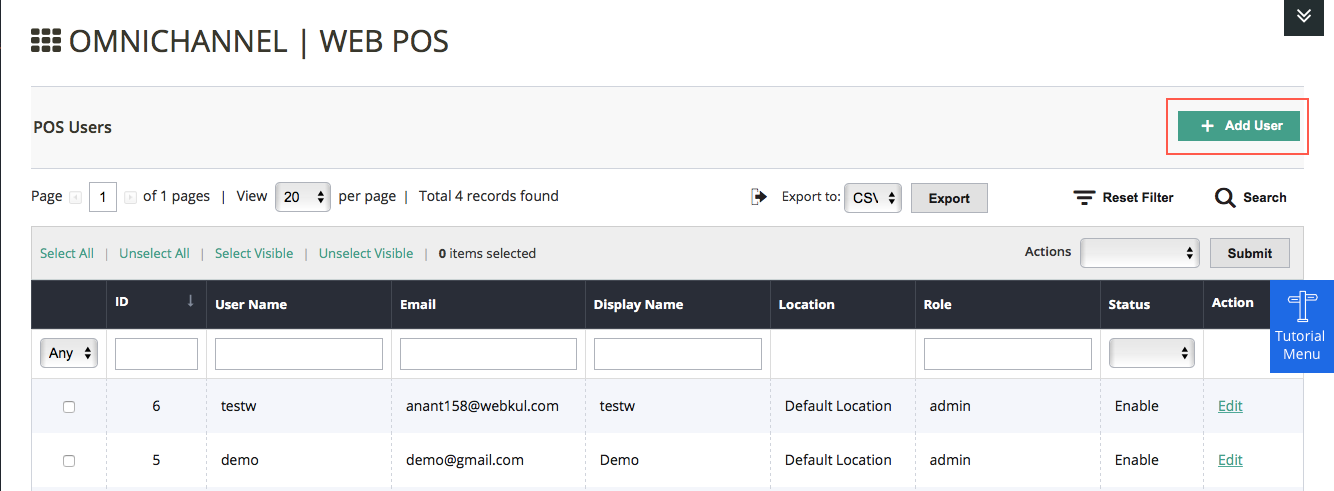 OMNICHANNEL | WEB POS
POS Users
+ Add User
Page 1 of 1 pages | View 20 per page | Total 4 records found
Export to: CSV Export
Reset Filter
Search
Select All | Unselect All | Select Visible | Unselect Visible | 0 items selected
Actions Submit
ID ↓ User Name Email Display Name Location Role Status Action
Any
Tutorial
Menu
6 testw anant158@webkul.com testw Default Location admin Enable Edit
5 demo demo@gmail.com Demo Default Location admin Enable Edit